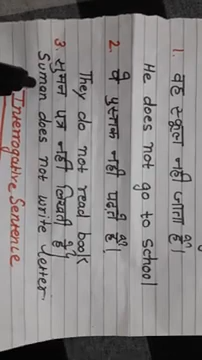 1. वह स्कूल नही जाता है।
He does not go to school
2. वे पुस्तक नही पढ़ते हैं।
They do not read book
3. सुमन पत्र नही लिखती है।
Suman does not write letter.
Interrogative Sentence